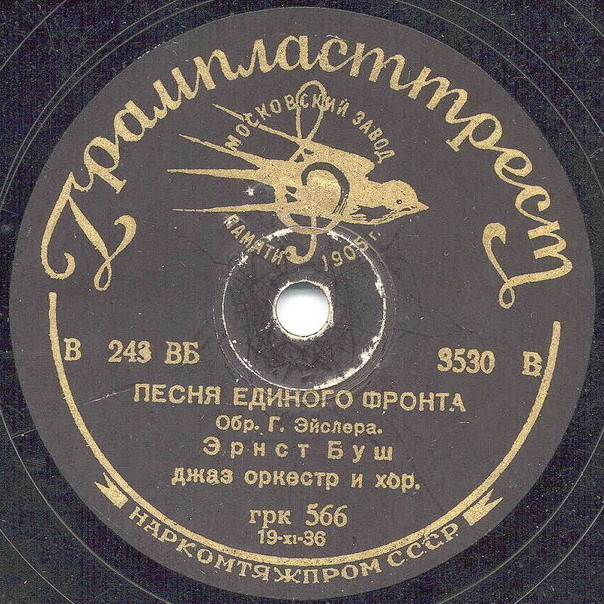 Грампласттрест
МОСКОВСКИЙ ЗАВОД
ПАМЯТИ 1905 г.
В 243 ВБ
3530 В
ПЕСНЯ ЕДИНОГО ФРОНТА
Обр. Г. Эйслера.
Эрнст Буш
джаз оркестр и хор.
грк 566
19-XI-36
НАРКОМТЯЖПРОМ СССР